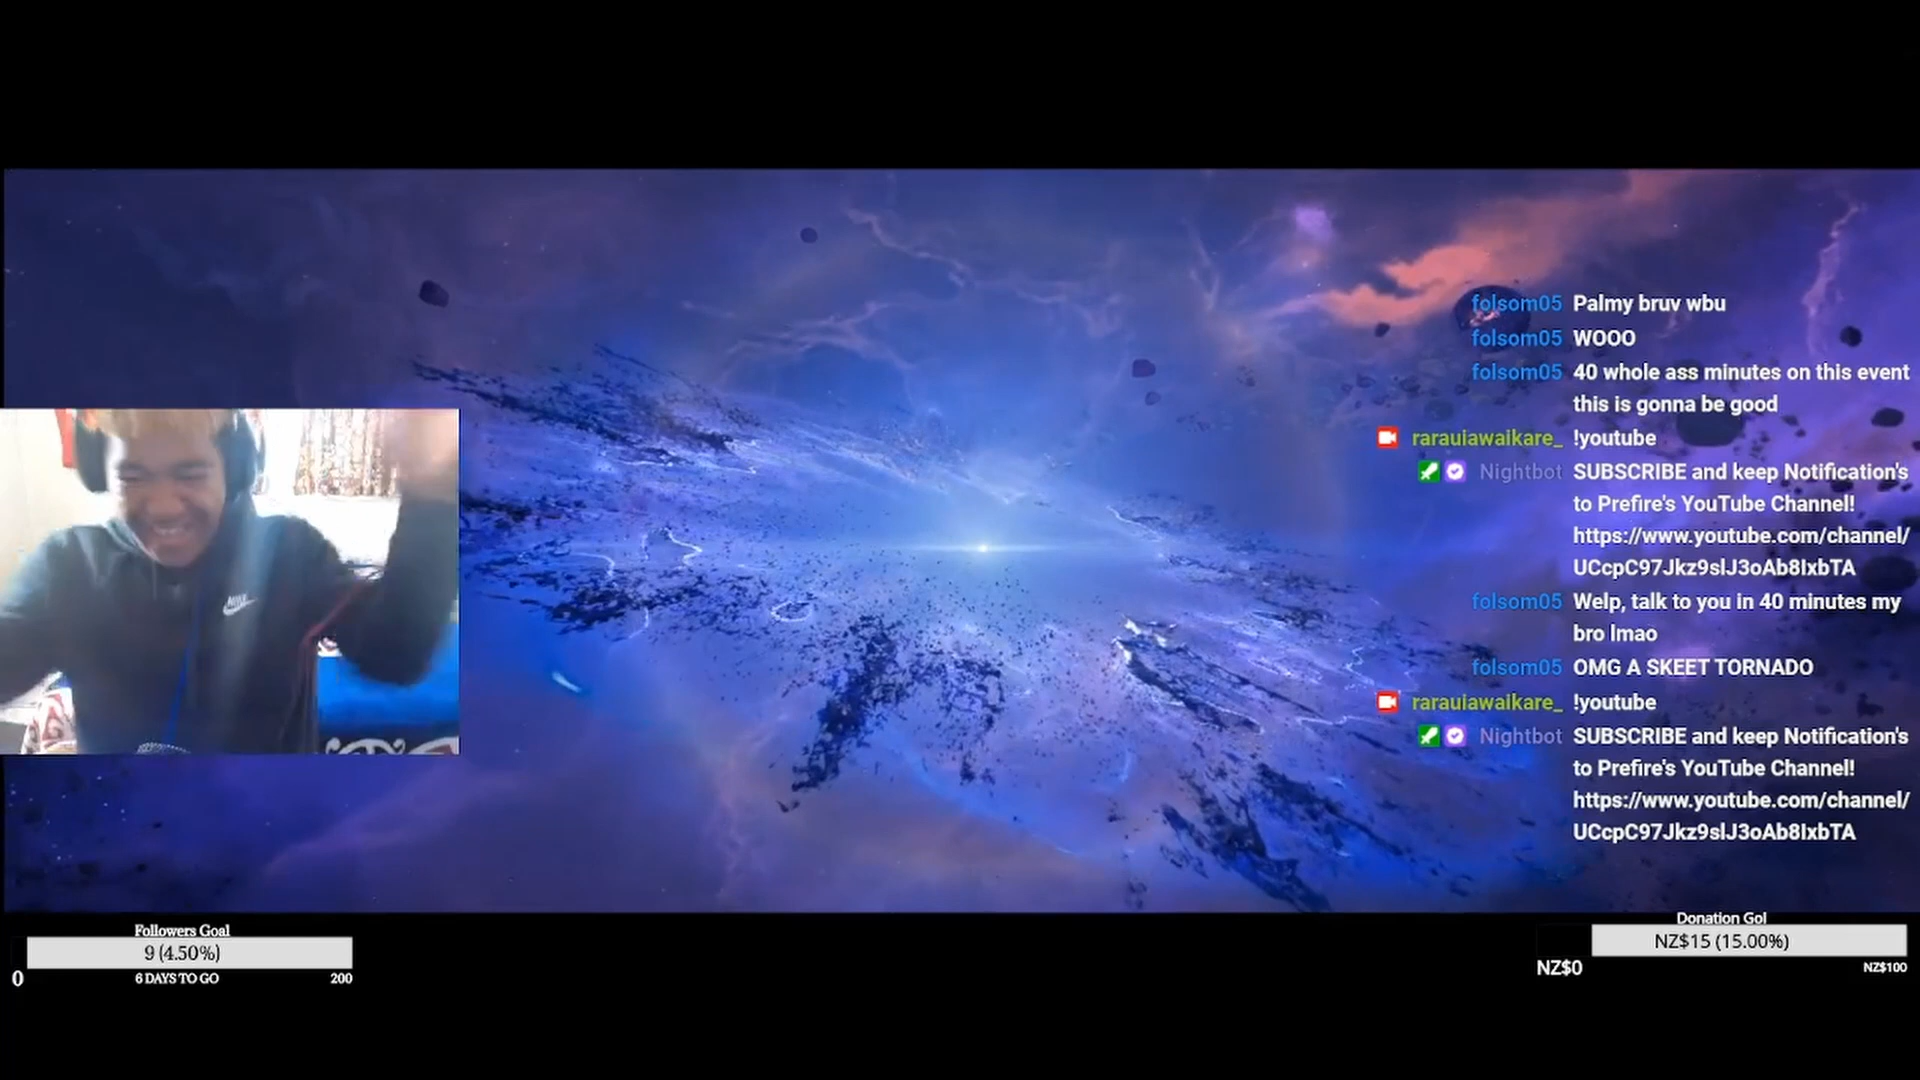 folsom05 Palmy bruv wbu
folsom05 WOOO
folsom05 40 whole ass minutes on this event
this is gonna be good
rarauiawaikare_ !youtube
Nightbot SUBSCRIBE and keep Notification's
to Prefire's YouTube Channel!
https://www.youtube.com/channel/
UCcpC97Jkz9slJ3oAb8IxbTA
folsom05 Welp, talk to you in 40 minutes my
bro lmao
folsom05 OMG A SKEET TORNADO
rarauiawaikare_ !youtube
Nightbot SUBSCRIBE and keep Notification's
to Prefire's YouTube Channel!
https://www.youtube.com/channel/
UCcpC97Jkz9slJ3oAb8IxbTA
NIKE
Followers Goal
9 (4.50%)
0 6 DAYS TO GO 200
Donation Gol
NZ$15 (15.00%)
NZ$0 NZ$100